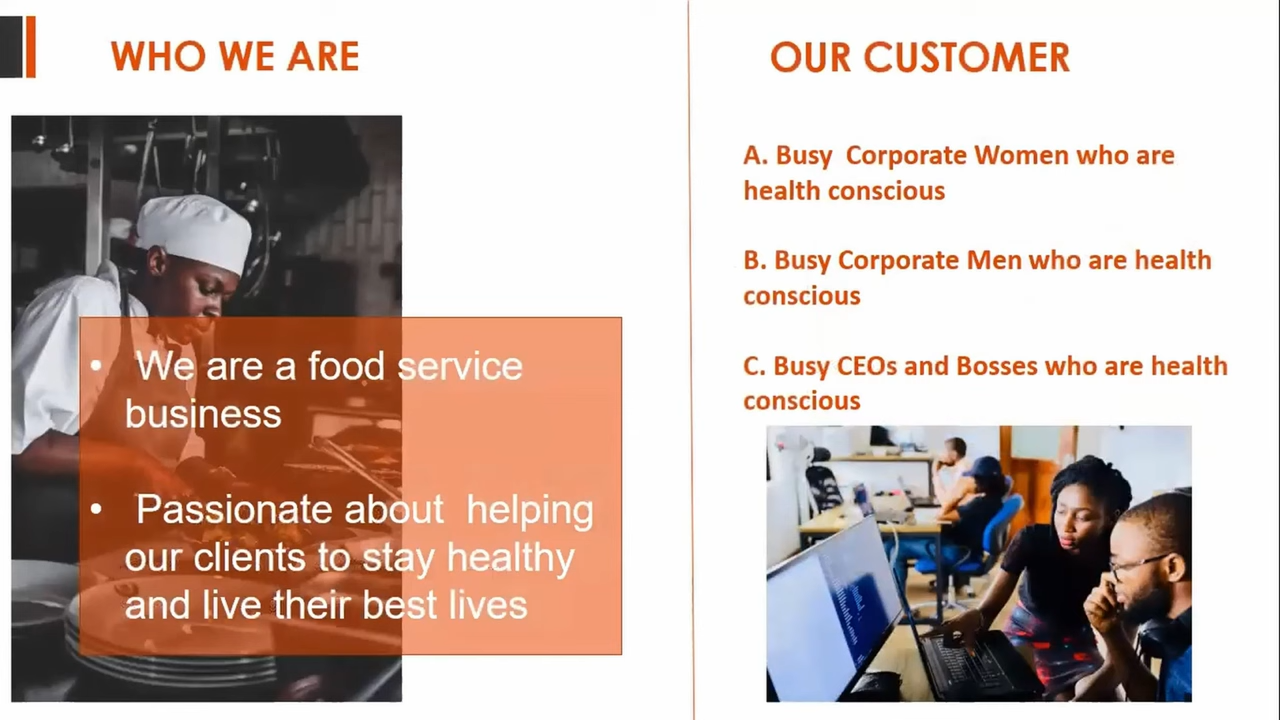 WHO WE ARE
• We are a food service
business
• Passionate about helping
our clients to stay healthy
and live their best lives
OUR CUSTOMER
A. Busy Corporate Women who are
health conscious
B. Busy Corporate Men who are health
conscious
C. Busy CEOs and Bosses who are health
conscious